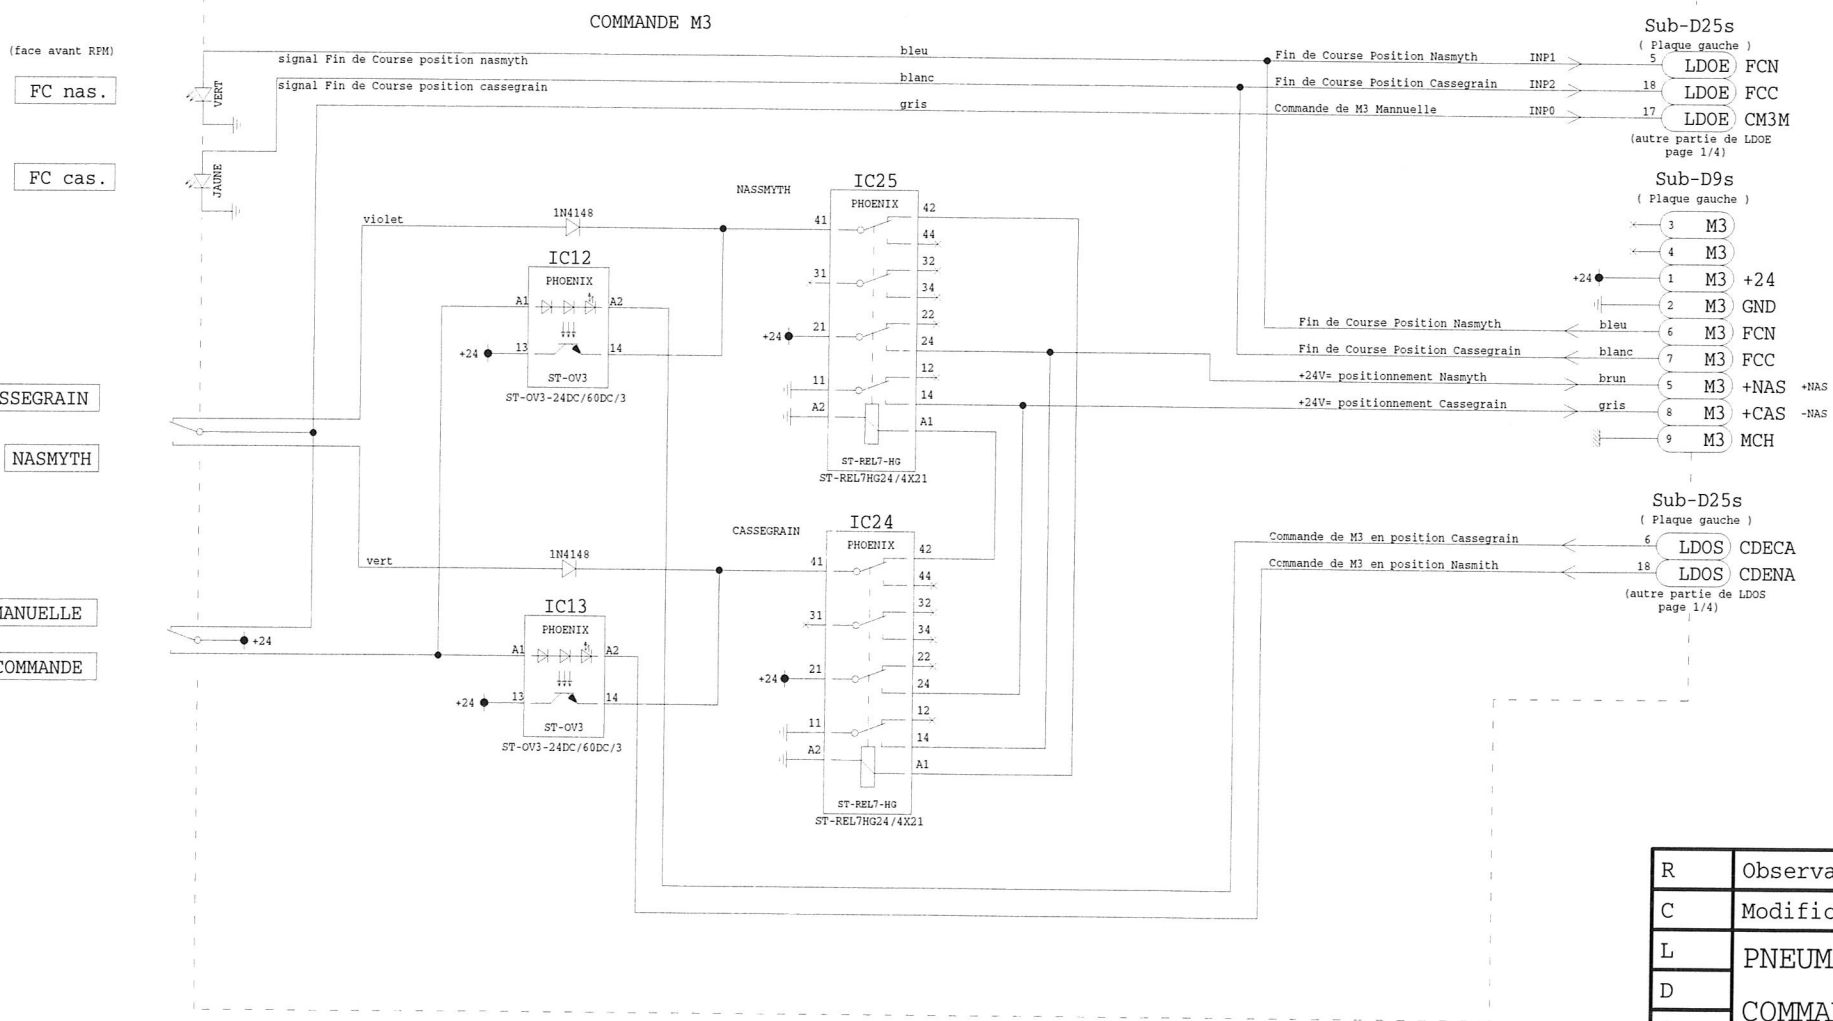 COMMANDE M3
(face avant RPM)
FC nas.
VERT
signal Fin de Course position nasmyth
bleu
signal Fin de Course position cassegrain
blanc
gris
FC cas.
JAUNE
Fin de Course Position Nasmyth INP1
Fin de Course Position Cassegrain INP2
Commande de M3 Mannuelle INP0
Sub-D25s
( Plaque gauche )
5 LDOE FCN
18 LDOE FCC
17 LDOE CM3M
(autre partie de LDOE
page 1/4)
Sub-D9s
( Plaque gauche )
3 M3
4 M3
+24 1 M3 +24
2 M3 GND
Fin de Course Position Nasmyth bleu 6 M3 FCN
Fin de Course Position Cassegrain blanc 7 M3 FCC
+24V= positionnement Nasmyth brun 5 M3 +NAS +NAS
+24V= positionnement Cassegrain gris 8 M3 +CAS -NAS
9 M3 MCH
violet
1N4148
IC12
PHOENIX
A1 A2
+24 13 14
ST-OV3
ST-OV3-24DC/60DC/3
NASSMYTH
IC25
PHOENIX
41 42
44
32
31
34
22
+24 21
24
12
11
14
A2
A1
ST-REL7-HG
ST-REL7HG24/4X21
SSEGRAIN
NASMYTH
vert
1N4148
IC13
PHOENIX
A1 A2
+24 13 14
ST-OV3
ST-OV3-24DC/60DC/3
CASSEGRAIN
IC24
PHOENIX
41 42
44
32
31
34
22
+24 21
24
12
11
14
A2
A1
ST-REL7-HG
ST-REL7HG24/4X21
MANUELLE
+24
COMMANDE
Sub-D25s
( Plaque gauche )
Commande de M3 en position Cassegrain 6 LDOS CDECA
Commande de M3 en position Nasmith 18 LDOS CDENA
(autre partie de LDOS
page 1/4)
R Observa
C Modific
L PNEUM
D
COMMA